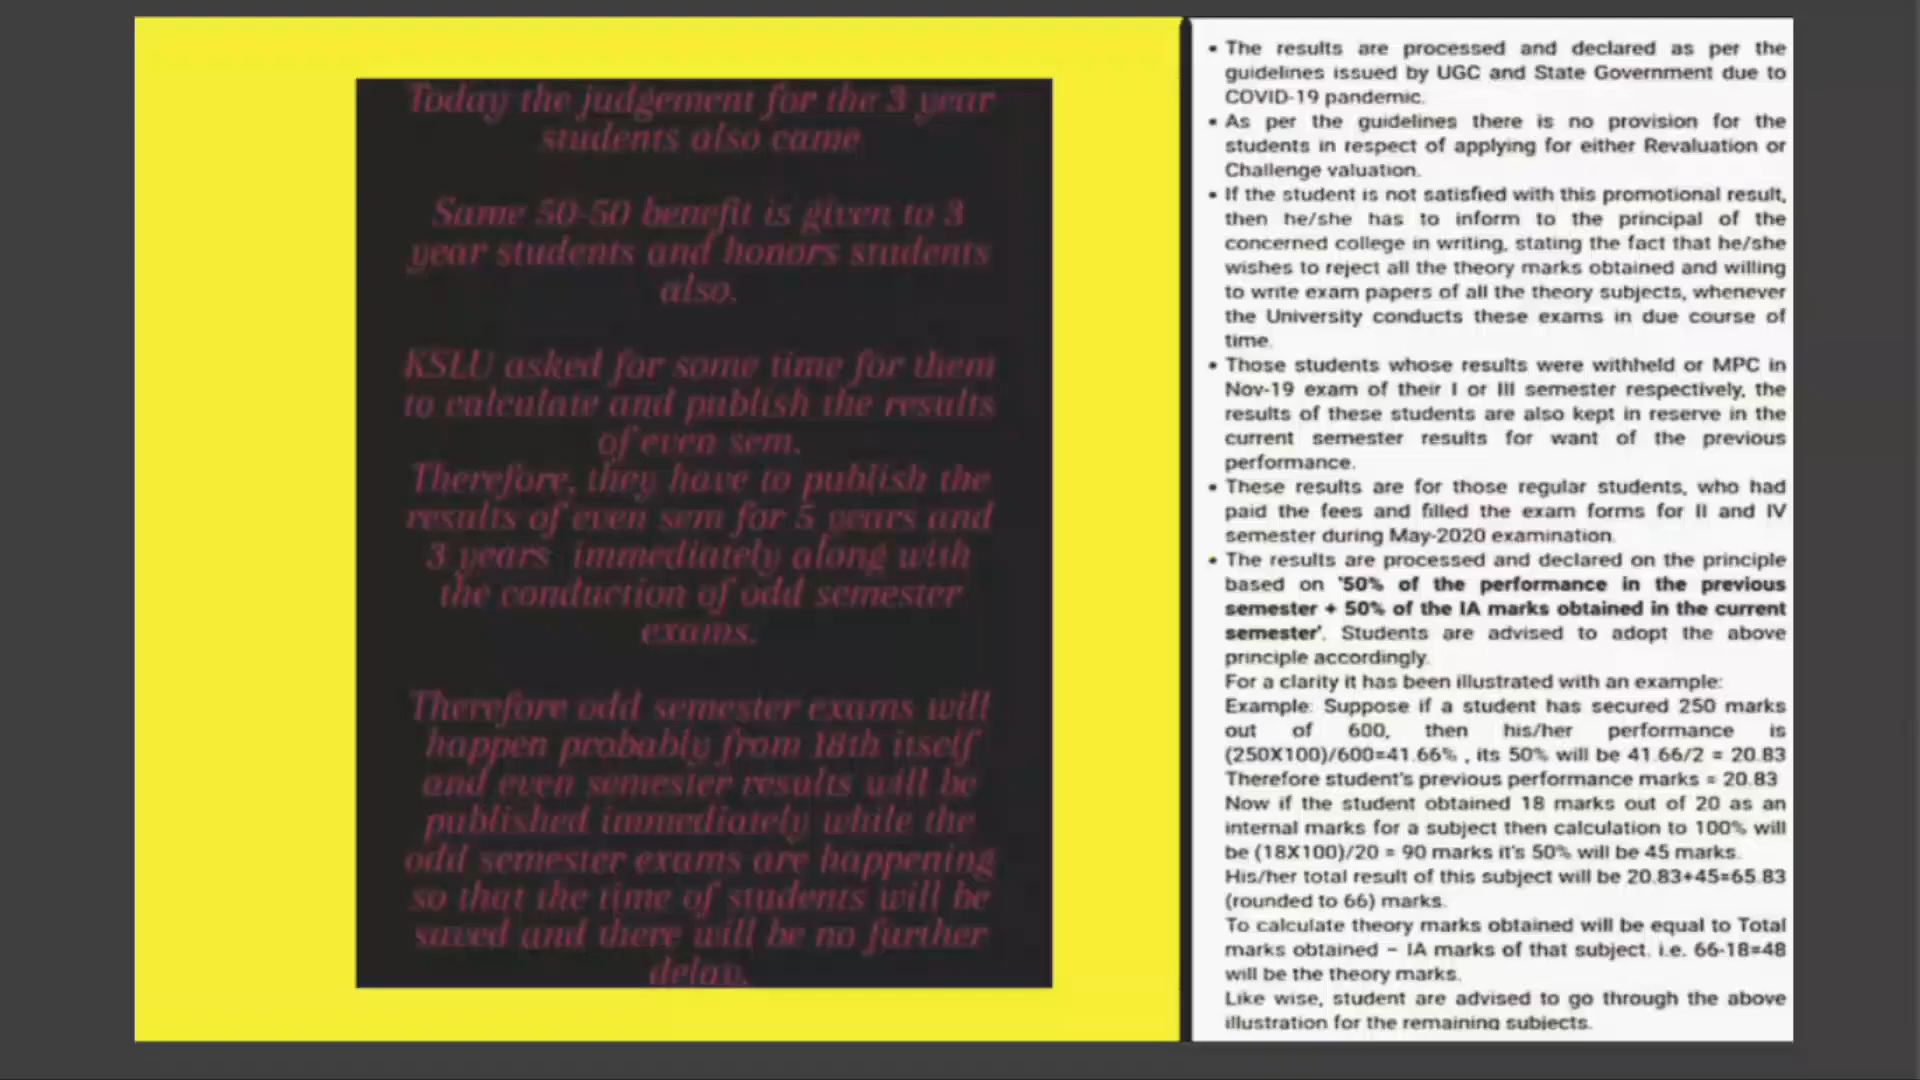 Today the judgement for the 3 year
students also came
Same 50-50 benefit is given to 3
year students and honors students
also.
KSLU asked for some time for them
to calculate and publish the results
of even sem.
Therefore, they have to publish the
results of even sem for 5 years and
3 years immediately along with
the conduction of odd semester
exams.
Therefore odd semester exams will
happen probably from 18th itself
and even semester results will be
published immediately while the
odd semester exams are happening
so that the time of students will be
saved and there will be no further
delay.
• The results are processed and declared as per the
guidelines issued by UGC and State Government due to
COVID-19 pandemic.
• As per the guidelines there is no provision for the
students in respect of applying for either Revaluation or
Challenge valuation.
• If the student is not satisfied with this promotional result,
then he/she has to inform to the principal of the
concerned college in writing, stating the fact that he/she
wishes to reject all the theory marks obtained and willing
to write exam papers of all the theory subjects, whenever
the University conducts these exams in due course of
time.
• Those students whose results were withheld or MPC in
Nov-19 exam of their I or III semester respectively, the
results of these students are also kept in reserve in the
current semester results for want of the previous
performance.
• These results are for those regular students, who had
paid the fees and filled the exam forms for II and IV
semester during May-2020 examination.
• The results are processed and declared on the principle
based on '50% of the performance in the previous
semester + 50% of the IA marks obtained in the current
semester'. Students are advised to adopt the above
principle accordingly.
For a clarity it has been illustrated with an example:
Example: Suppose if a student has secured 250 marks
out of 600, then his/her performance is
(250X100)/600=41.66% , its 50% will be 41.66/2 = 20.83
Therefore student's previous performance marks = 20.83
Now if the student obtained 18 marks out of 20 as an
internal marks for a subject then calculation to 100% will
be (18X100)/20 = 90 marks it's 50% will be 45 marks.
His/her total result of this subject will be 20.83+45=65.83
(rounded to 66) marks.
To calculate theory marks obtained will be equal to Total
marks obtained – IA marks of that subject. i.e. 66-18=48
will be the theory marks.
Like wise, student are advised to go through the above
illustration for the remaining subjects.